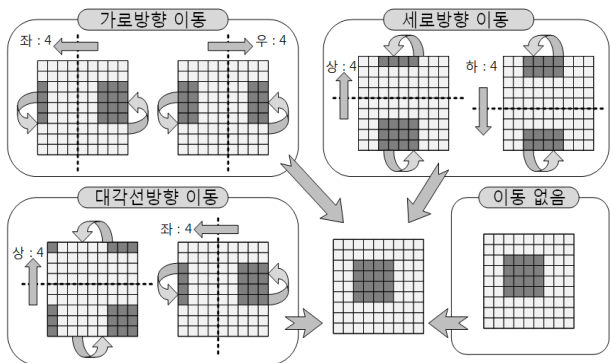 가로방향 이동
좌 : 4
우 : 4
세로방향 이동
상 : 4
하 : 4
대각선방향 이동
상 : 4
좌 : 4
이동 없음